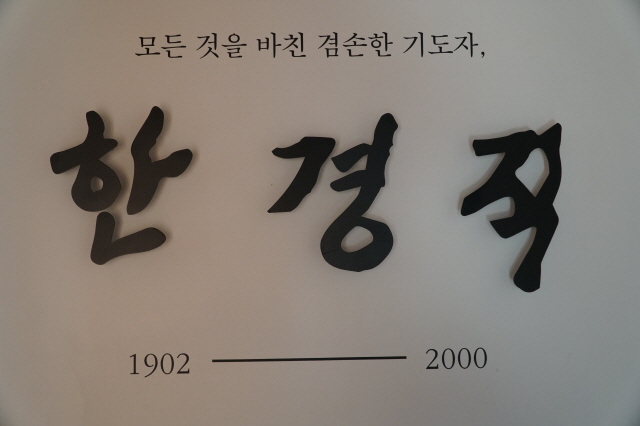 모든 것을 바친 겸손한 기도자,
한 경 직
1902 — 2000